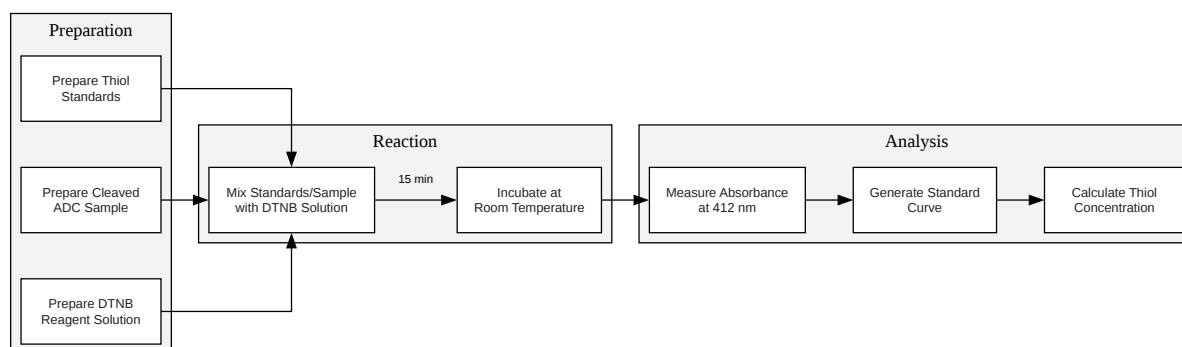 Preparation
Prepare Thiol
Standards
Prepare Cleaved
ADC Sample
Prepare DTNB
Reagent Solution
Reaction
Mix Standards/Sample
with DTNB Solution
15 min
Incubate at
Room Temperature
Analysis
Measure Absorbance
at 412 nm
Generate Standard
Curve
Calculate Thiol
Concentration